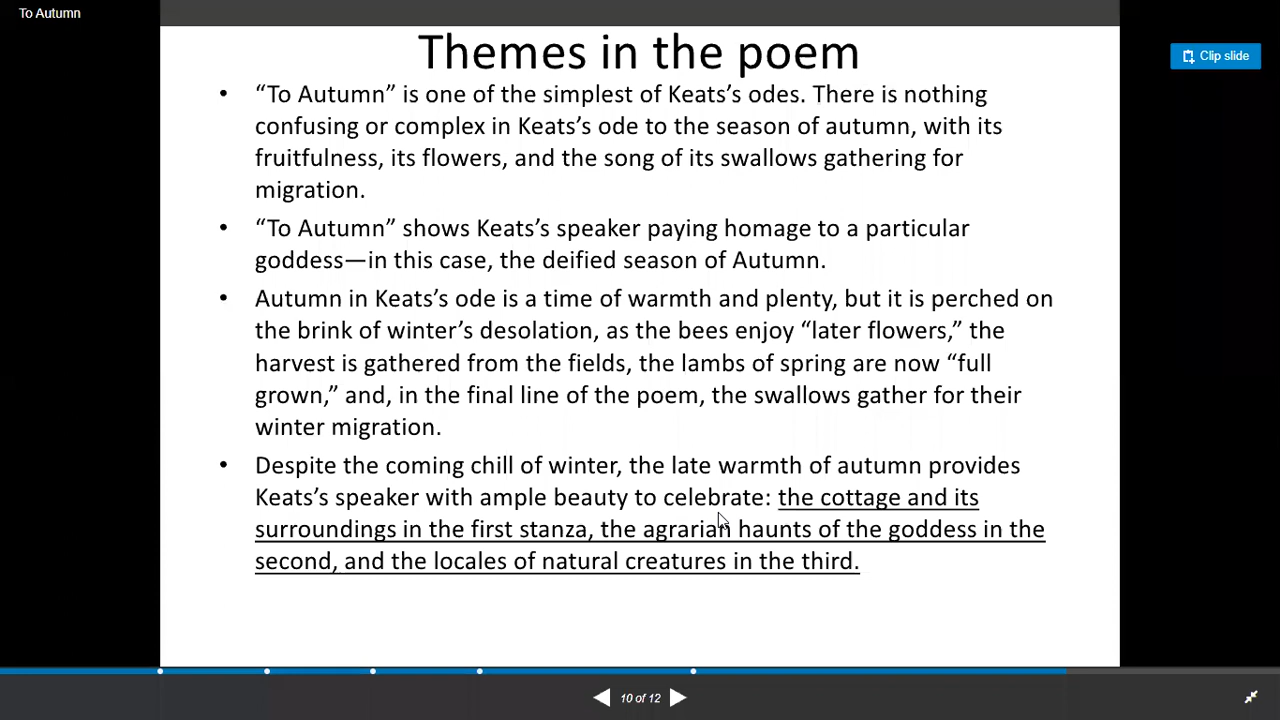 To Autumn
Themes in the poem
Clip slide
• “To Autumn” is one of the simplest of Keats’s odes. There is nothing
confusing or complex in Keats’s ode to the season of autumn, with its
fruitfulness, its flowers, and the song of its swallows gathering for
migration.
• “To Autumn” shows Keats’s speaker paying homage to a particular
goddess—in this case, the deified season of Autumn.
• Autumn in Keats’s ode is a time of warmth and plenty, but it is perched on
the brink of winter’s desolation, as the bees enjoy “later flowers,” the
harvest is gathered from the fields, the lambs of spring are now “full
grown,” and, in the final line of the poem, the swallows gather for their
winter migration.
• Despite the coming chill of winter, the late warmth of autumn provides
Keats’s speaker with ample beauty to celebrate: the cottage and its
surroundings in the first stanza, the agrarian haunts of the goddess in the
second, and the locales of natural creatures in the third.
10 of 12